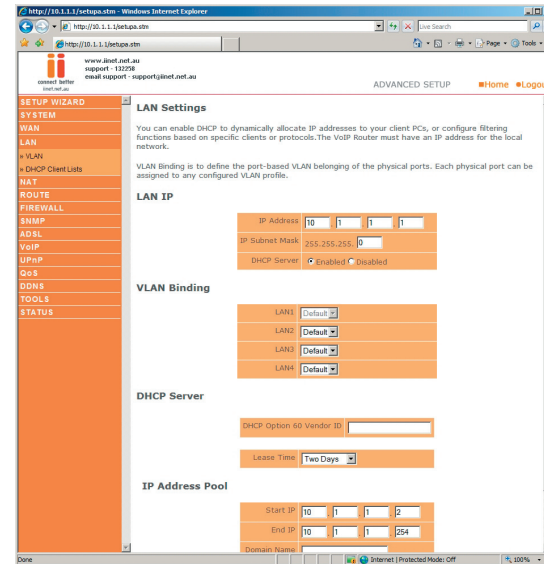 http://10.1.1.1/setupa.stm - Windows Internet Explorer
http://10.1.1.1/setupa.stm
Live Search
http://10.1.1.1/setupa.stm
Page
Tools
www.iinet.net.au
support - 132258
email support - support@iinet.net.au
connect better
iinet.net.au
ADVANCED SETUP
Home
Logou
SETUP WIZARD
SYSTEM
WAN
LAN
» VLAN
» DHCP Client Lists
NAT
ROUTE
FIREWALL
SNMP
ADSL
VoIP
UPnP
QoS
DDNS
TOOLS
STATUS
LAN Settings
You can enable DHCP to dynamically allocate IP addresses to your client PCs, or configure filtering
functions based on specific clients or protocols.The VoIP Router must have an IP address for the local
network.
VLAN Binding is to define the port-based VLAN belonging of the physical ports. Each physical port can be
assigned to any configured VLAN profile.
LAN IP
IP Address 10 . 1 . 1 . 1
IP Subnet Mask 255.255.255. 0
DHCP Server Enabled Disabled
VLAN Binding
LAN1 Default
LAN2 Default
LAN3 Default
LAN4 Default
DHCP Server
DHCP Option 60 Vendor ID
Lease Time Two Days
IP Address Pool
Start IP 10 . 1 . 1 . 2
End IP 10 . 1 . 1 . 254
Domain Name
Done
Internet | Protected Mode: Off
100%